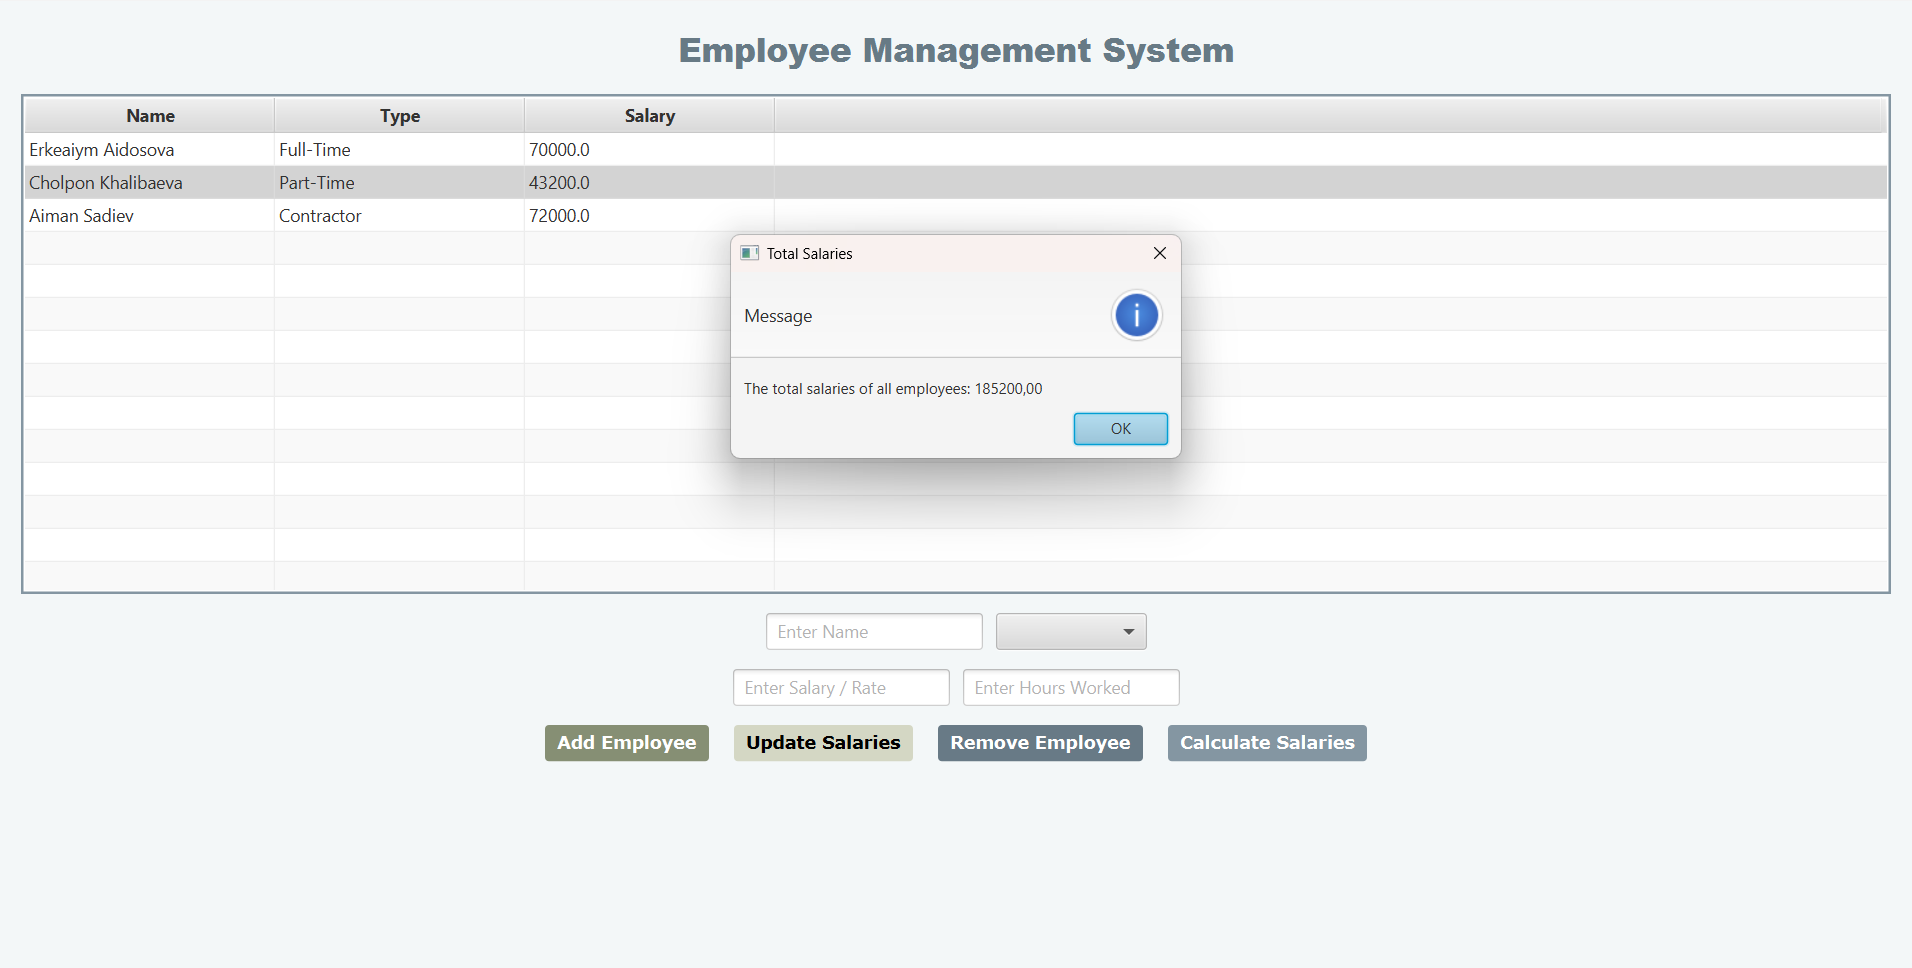 Employee Management System
Name Type Salary
Erkeaiym Aidosova Full-Time 70000.0
Cholpon Khalibaeva Part-Time 43200.0
Aiman Sadiev Contractor 72000.0
Total Salaries
Message
The total salaries of all employees: 185200,00
OK
Enter Name
Enter Salary / Rate Enter Hours Worked
Add Employee Update Salaries Remove Employee Calculate Salaries